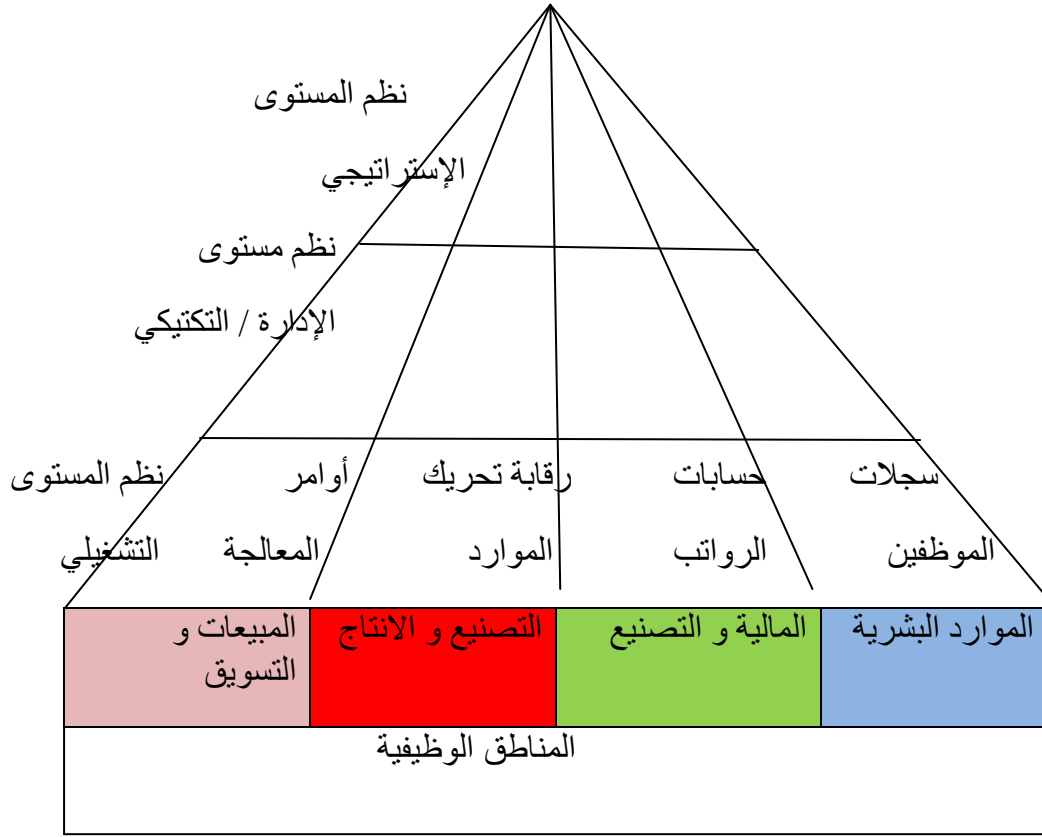 نظم المستوى
الإستراتيجي
نظم مستوى
الإدارة / التكتيكي
سجلات
الموظفين
حسابات
الرواتب
رقابة تحريك
الموارد
أوامر
المعالجة
نظم المستوى
التشغيلي
الموارد البشرية
المالية و التصنيع
التصنيع و الانتاج
المبيعات و
التسويق
المناطق الوظيفية